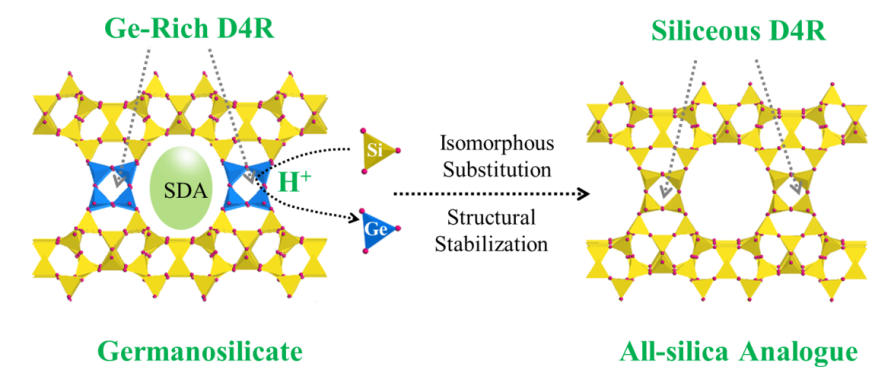 Ge-Rich D4R
Siliceous D4R
SDA
H+
Si
Ge
Isomorphous
Substitution
Structural
Stabilization
Germanosilicate
All-silica Analogue